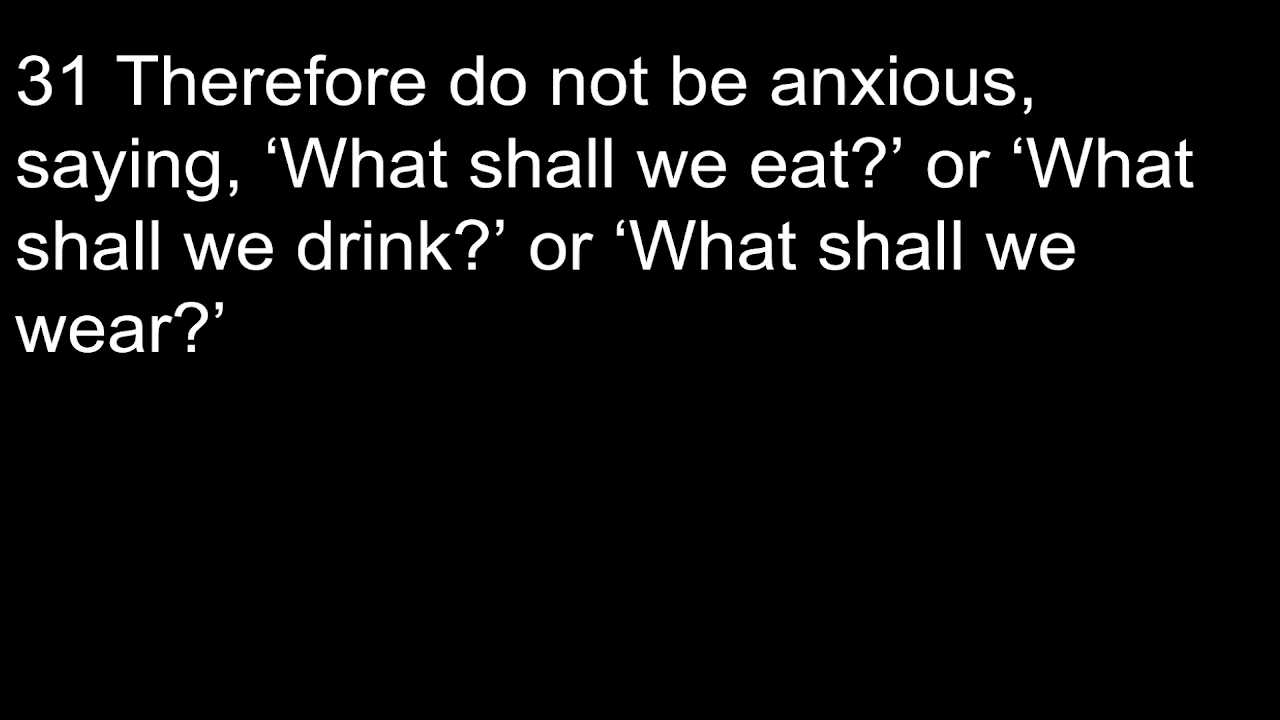 31 Therefore do not be anxious,
saying, ‘What shall we eat?’ or ‘What
shall we drink?’ or ‘What shall we
wear?’